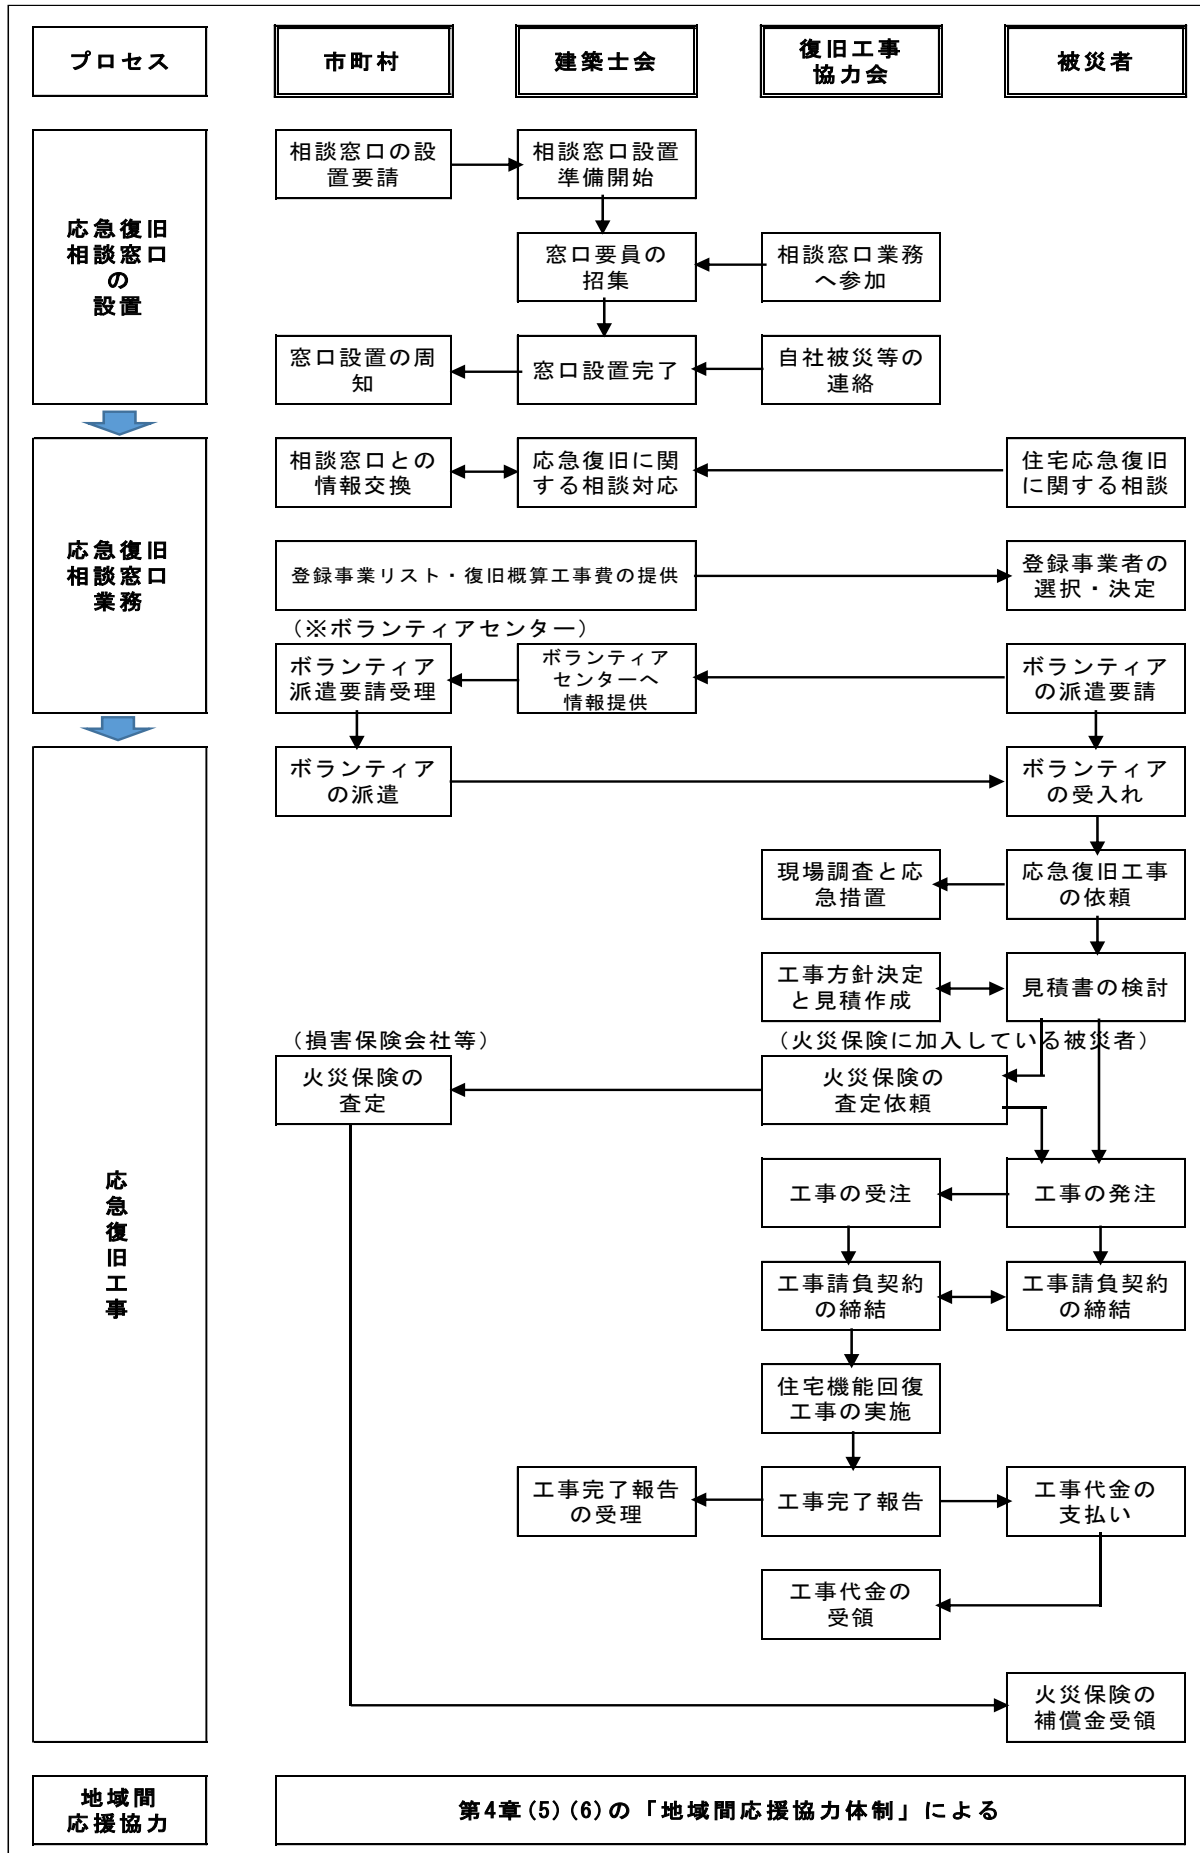 プロセス
市町村
建築士会
復旧工事
協力会
被災者
応急復旧
相談窓口
の
設置
相談窓口の設
置要請
相談窓口設置
準備開始
窓口要員の
招集
相談窓口業務
へ参加
窓口設置の周
知
窓口設置完了
自社被災等の
連絡
応急復旧
相談窓口
業務
相談窓口との
情報交換
応急復旧に関
する相談対応
住宅応急復旧
に関する相談
登録事業リスト・復旧概算工事費の提供
登録事業者の
選択・決定
（※ボランティアセンター）
ボランティア
派遣要請受理
ボランティア
センターへ
情報提供
ボランティア
の派遣要請
応
急
復
旧
工
事
ボランティア
の派遣
ボランティア
の受入れ
現場調査と応
急措置
応急復旧工事
の依頼
工事方針決定
と見積作成
見積書の検討
（損害保険会社等）
（火災保険に加入している被災者）
火災保険の
査定
火災保険の
査定依頼
工事の受注
工事の発注
工事請負契約
の締結
工事請負契約
の締結
住宅機能回復
工事の実施
工事完了報告
の受理
工事完了報告
工事代金の
支払い
工事代金の
受領
火災保険の
補償金受領
地域間
応援協力
第4章(5)(6)の「地域間応援協力体制」による